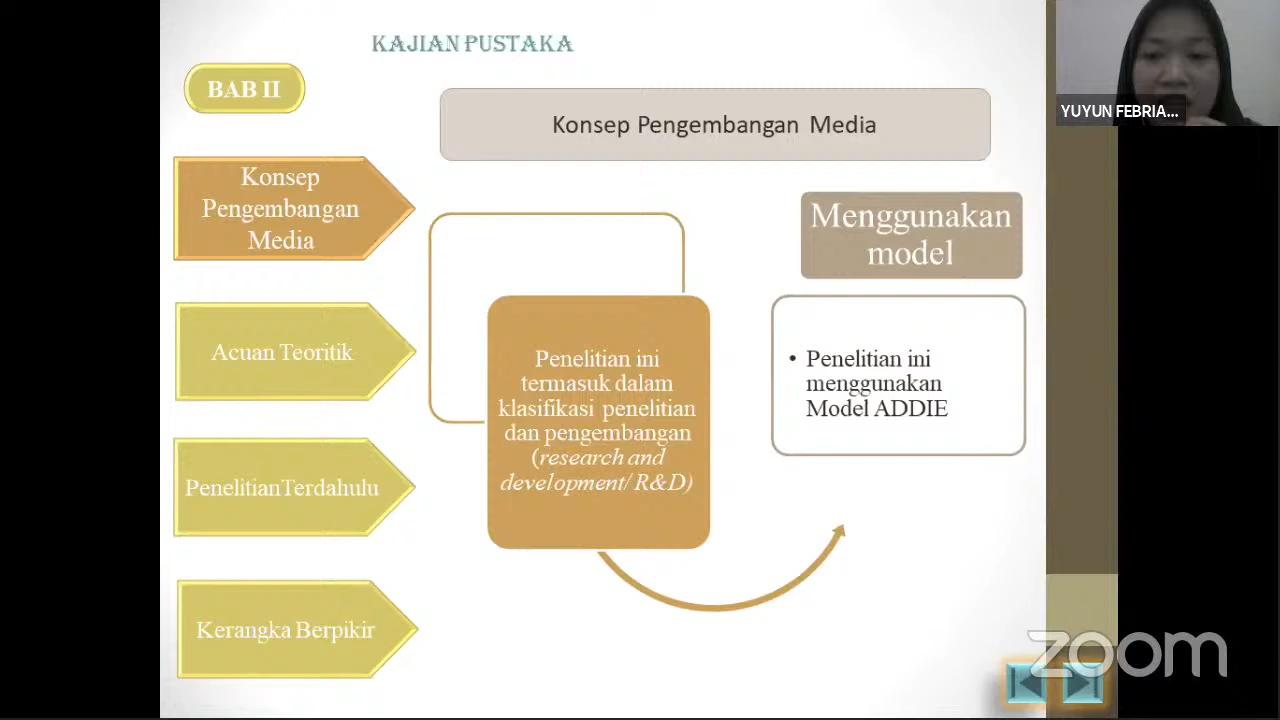 KAJIAN PUSTAKA
BAB II
Konsep Pengembangan Media
YUYUN FEBRIA...
Konsep
Pengembangan
Media
Menggunakan
model
Acuan Teoritik
Penelitian ini
termasuk dalam
klasifikasi penelitian
dan pengembangan
(research and
development/ R&D)
• Penelitian ini
menggunakan
Model ADDIE
PenelitianTerdahulu
Kerangka Berpikir
zoom